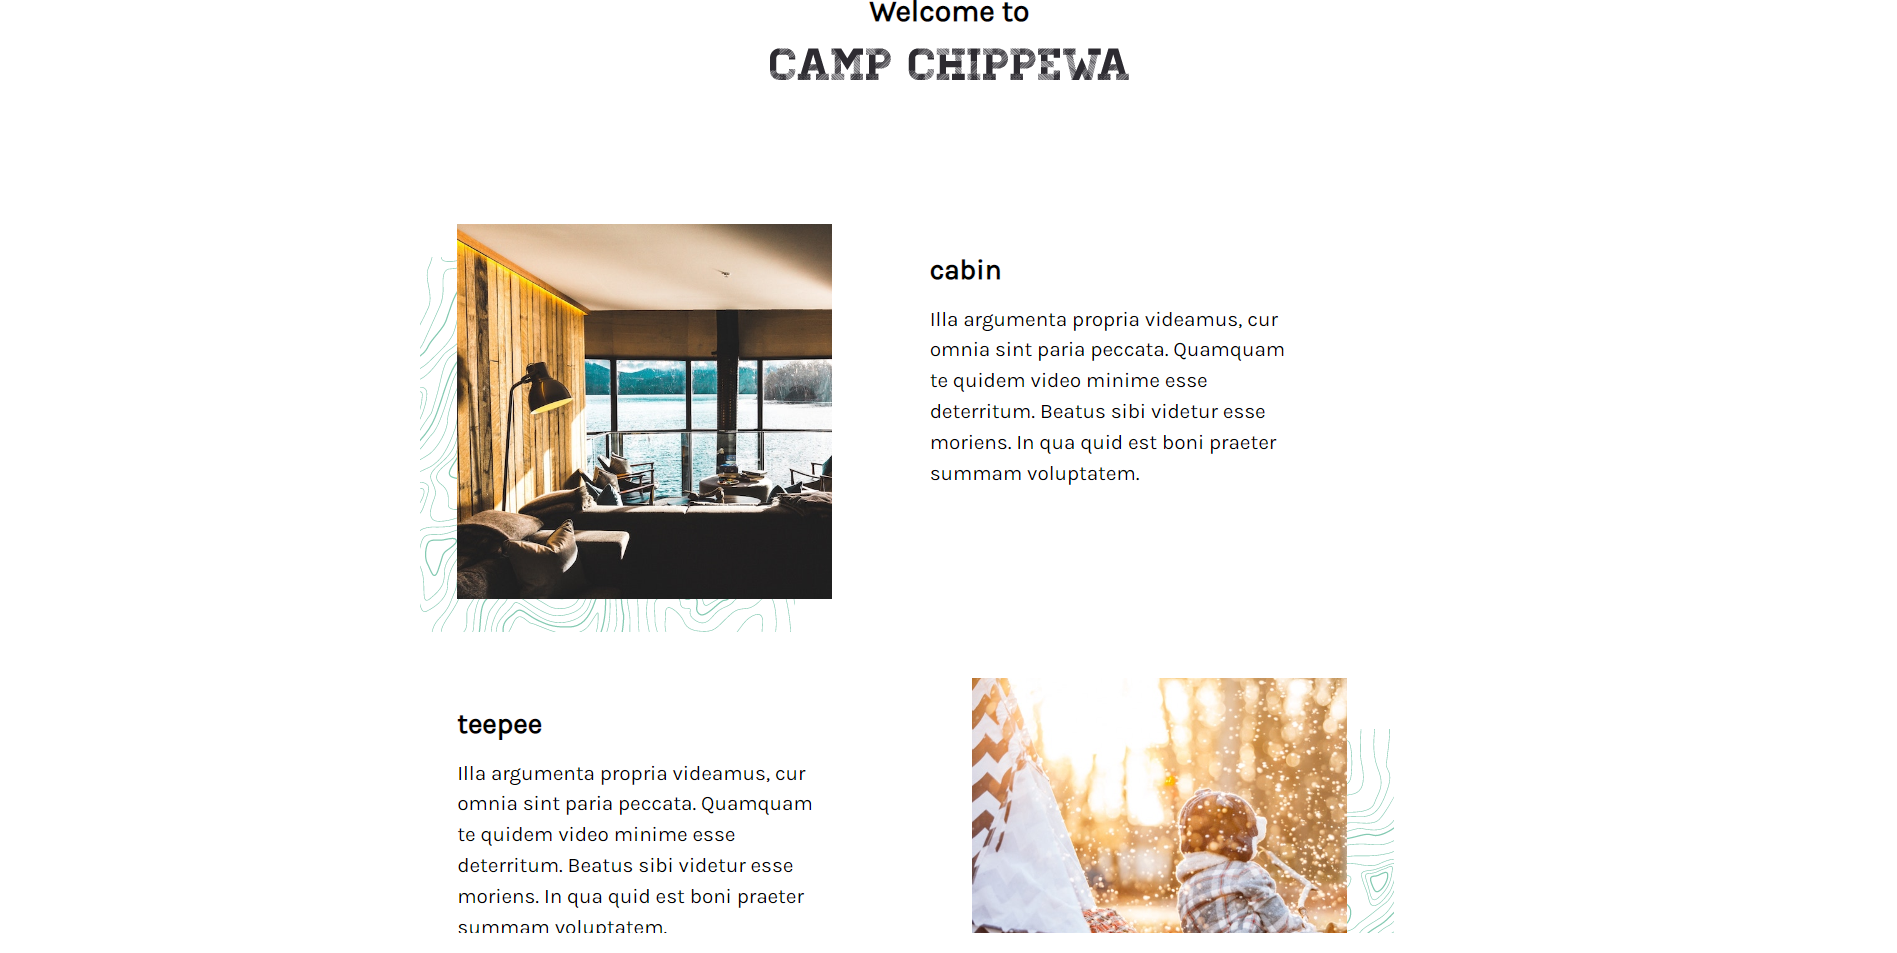 Welcome to
CAMP CHIPPEWA
cabin
Illa argumenta propria videamus, cur
omnia sint paria peccata. Quamquam
te quidem video minime esse
deterritum. Beatus sibi videtur esse
moriens. In qua quid est boni praeter
summam voluptatem.
teepee
Illa argumenta propria videamus, cur
omnia sint paria peccata. Quamquam
te quidem video minime esse
deterritum. Beatus sibi videtur esse
moriens. In qua quid est boni praeter
summam voluptatem.